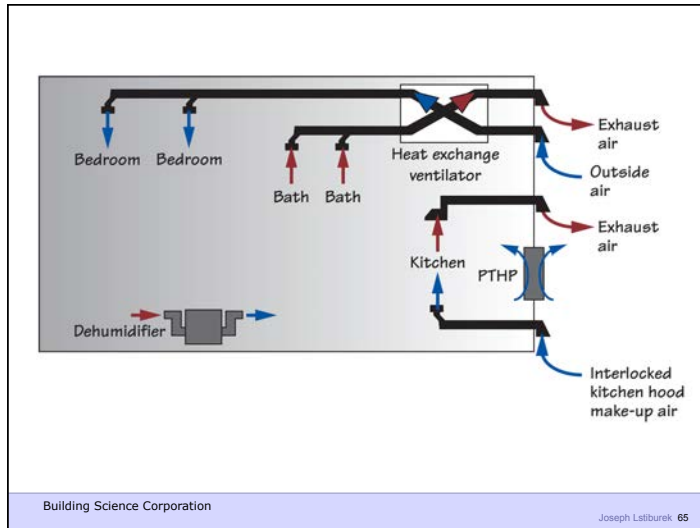 Exhaust
air
Bedroom Bedroom
Heat exchange
ventilator
Outside
air
Bath Bath
Exhaust
air
Kitchen
PTHP
Dehumidifier
Interlocked
kitchen hood
make-up air
Building Science Corporation
Joseph Lstiburek 65